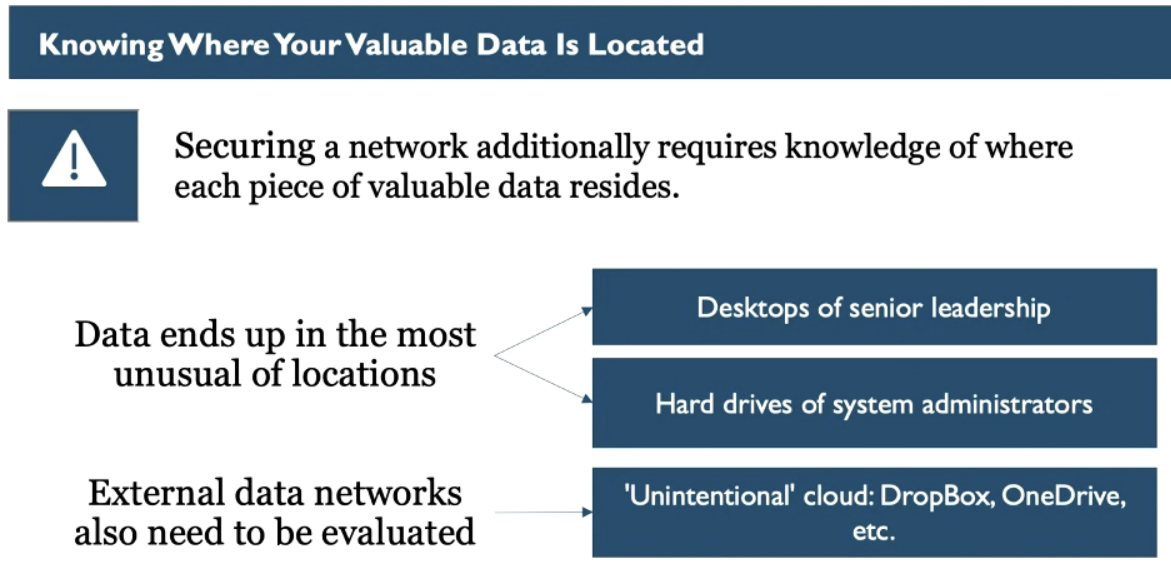 Knowing Where Your Valuable Data Is Located
Securing a network additionally requires knowledge of where
each piece of valuable data resides.
Data ends up in the most
unusual of locations
Desktops of senior leadership
Hard drives of system administrators
External data networks
also need to be evaluated
'Unintentional' cloud: DropBox, OneDrive,
etc.